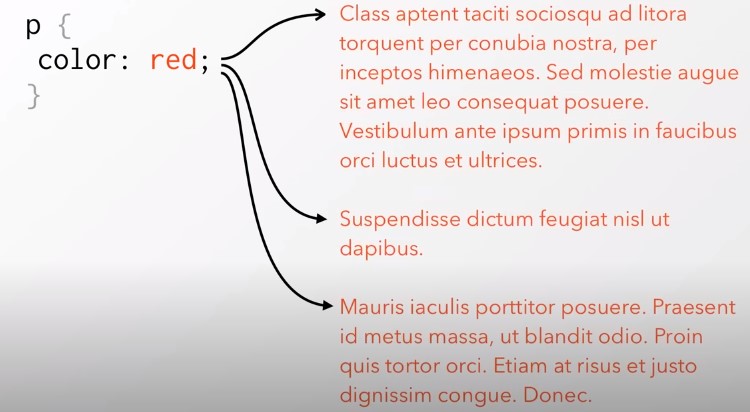 p {
color: red;
}
Class aptent taciti sociosqu ad litora
torquent per conubia nostra, per
inceptos himenaeos. Sed molestie augue
sit amet leo consequat posuere.
Vestibulum ante ipsum primis in faucibus
orci luctus et ultrices.
Suspendisse dictum feugiat nisl ut
dapibus.
Mauris iaculis porttitor posuere. Praesent
id metus massa, ut blandit odio. Proin
quis tortor orci. Etiam at risus et justo
dignissim congue. Donec.